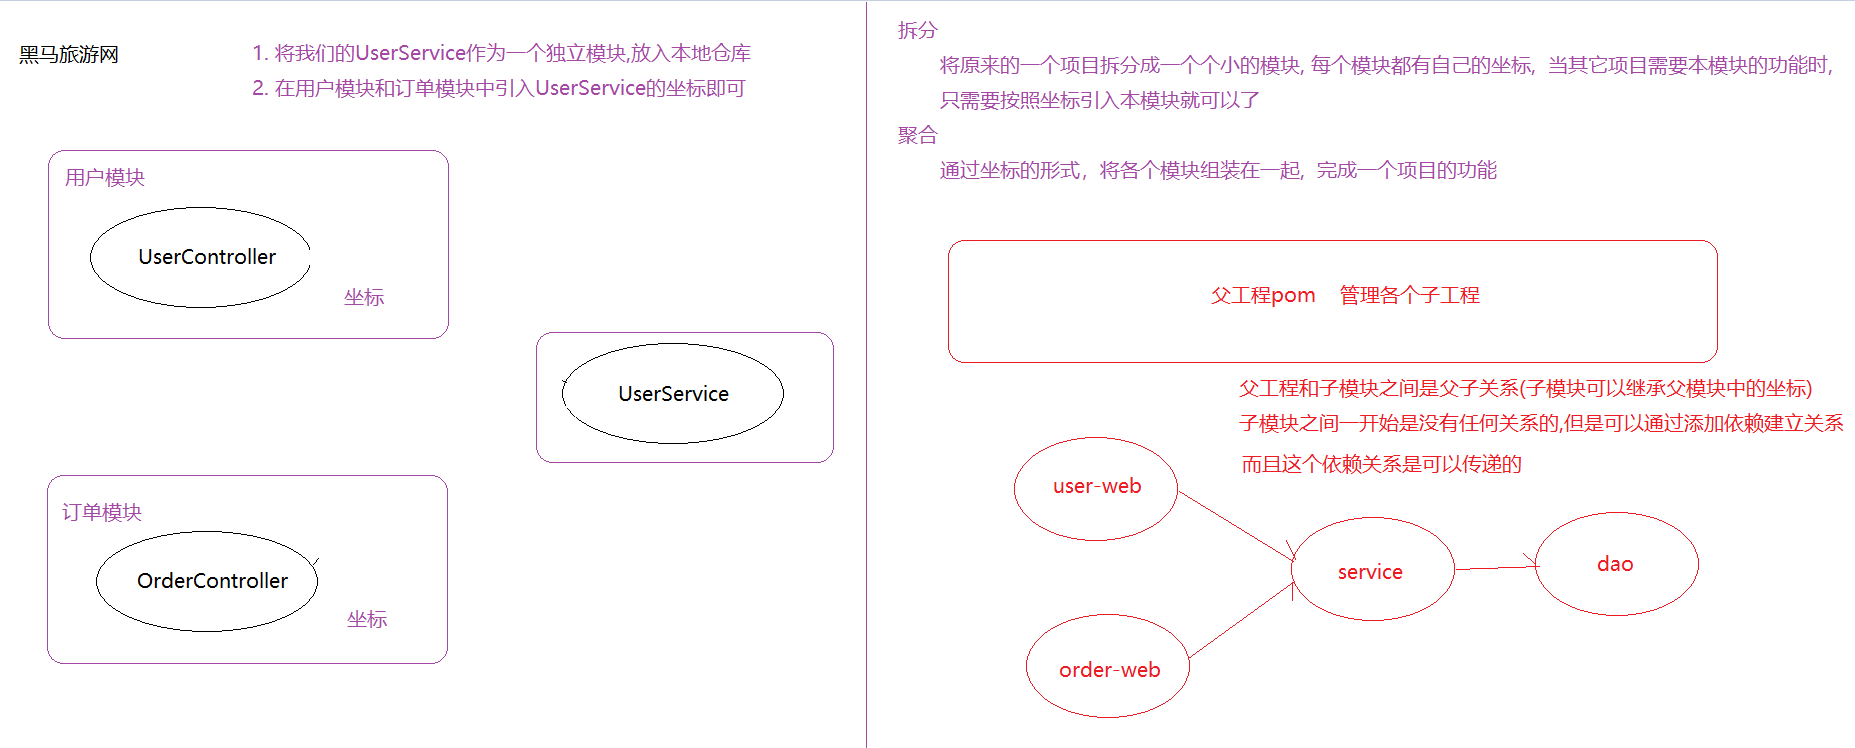 黑马旅游网
1. 将我们的UserService作为一个独立模块,放入本地仓库
2. 在用户模块和订单模块中引入UserService的坐标即可
用户模块
UserController
坐标
UserService
订单模块
OrderController
坐标
拆分
将原来的一个项目拆分成一个个小的模块, 每个模块都有自己的坐标, 当其它项目需要本模块的功能时,
只需要按照坐标引入本模块就可以了
聚合
通过坐标的形式, 将各个模块组装在一起, 完成一个项目的功能
父工程pom 管理各个子工程
父工程和子模块之间是父子关系(子模块可以继承父模块中的坐标)
子模块之间一开始是没有任何关系的,但是可以通过添加依赖建立关系
而且这个依赖关系是可以传递的
user-web
service
dao
order-web